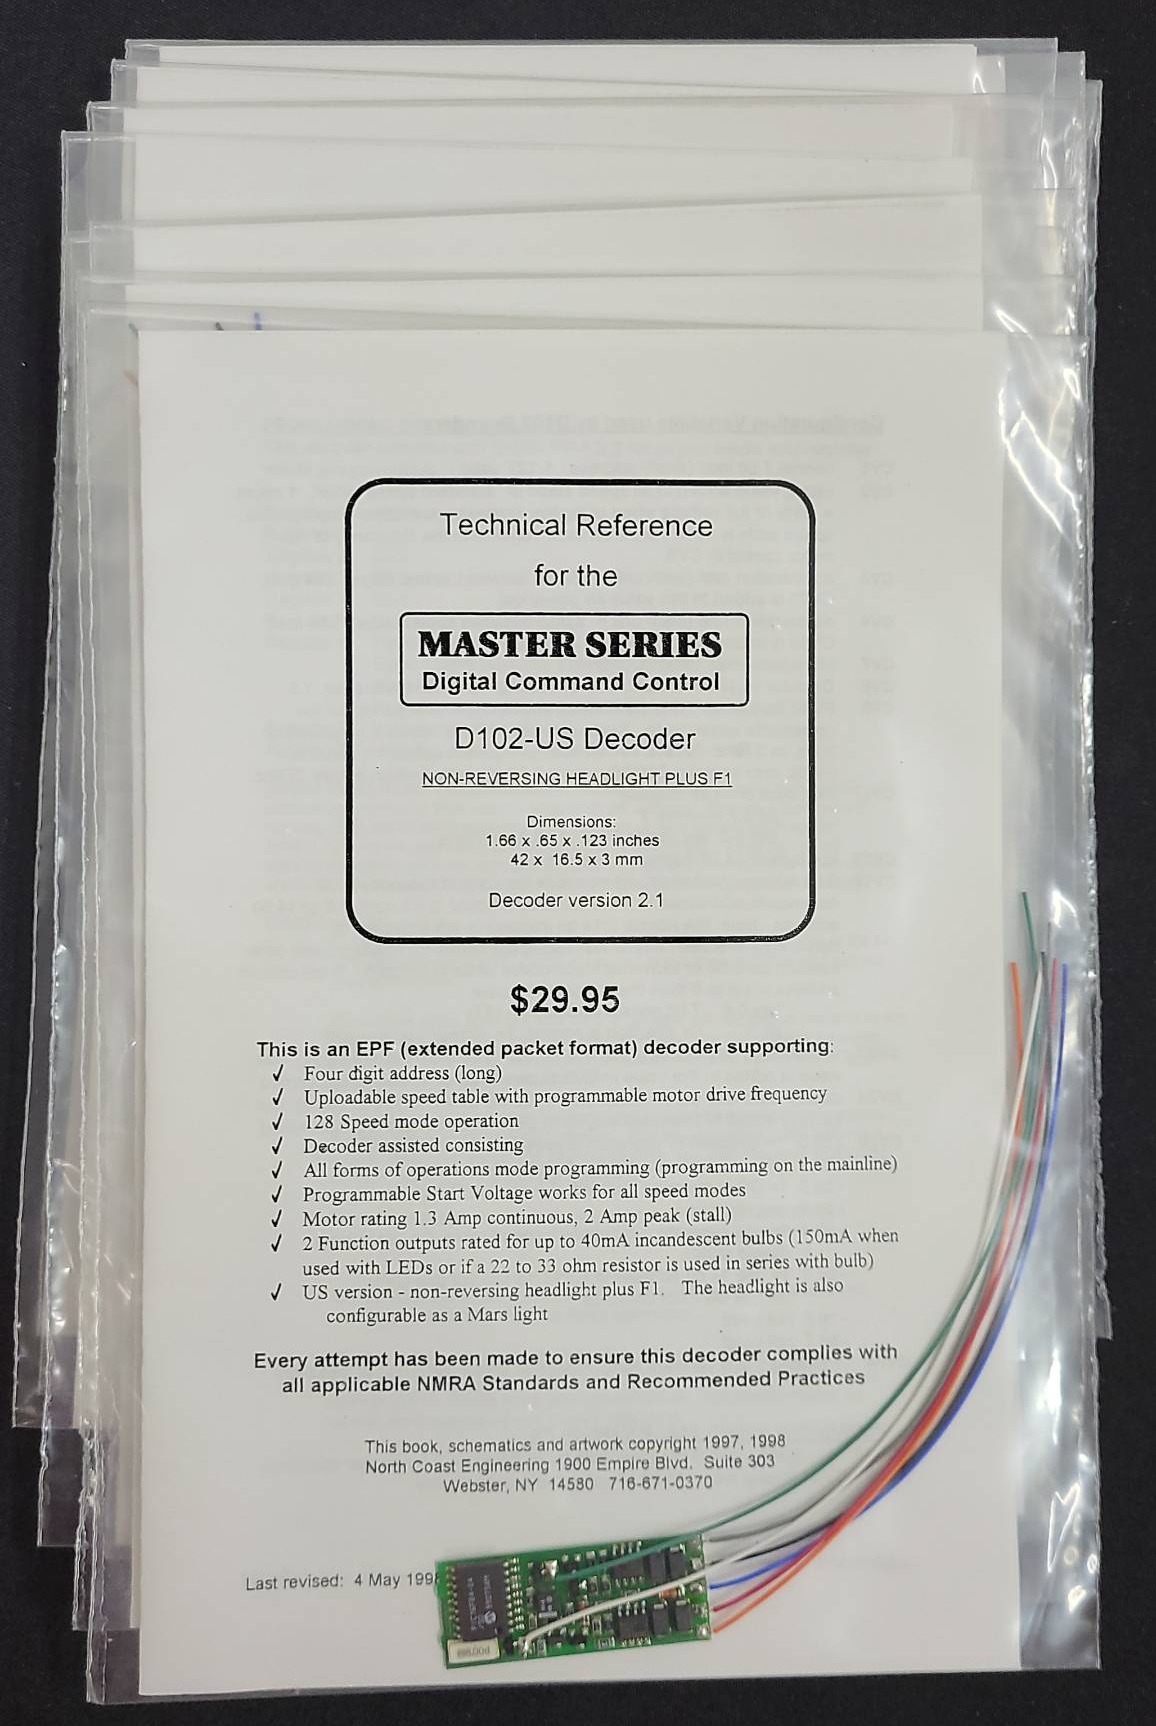 Technical Reference
for the
MASTER SERIES
Digital Command Control
D102-US Decoder
NON-REVERSING HEADLIGHT PLUS F1
Dimensions:
1.66 x .65 x .123 inches
42 x 16.5 x 3 mm
Decoder version 2.1
$29.95
This is an EPF (extended packet format) decoder supporting:
✓ Four digit address (long)
✓ Uploadable speed table with programmable motor drive frequency
✓ 128 Speed mode operation
✓ Decoder assisted consisting
✓ All forms of operations mode programming (programming on the mainline)
✓ Programmable Start Voltage works for all speed modes
✓ Motor rating 1.3 Amp continuous, 2 Amp peak (stall)
✓ 2 Function outputs rated for up to 40mA incandescent bulbs (150mA when
used with LEDs or if a 22 to 33 ohm resistor is used in series with bulb)
✓ US version - non-reversing headlight plus F1. The headlight is also
configurable as a Mars light
Every attempt has been made to ensure this decoder complies with
all applicable NMRA Standards and Recommended Practices
This book, schematics and artwork copyright 1997, 1998
North Coast Engineering 1900 Empire Blvd. Suite 303
Webster, NY 14580 716-671-0370
Last revised: 4 May 1998